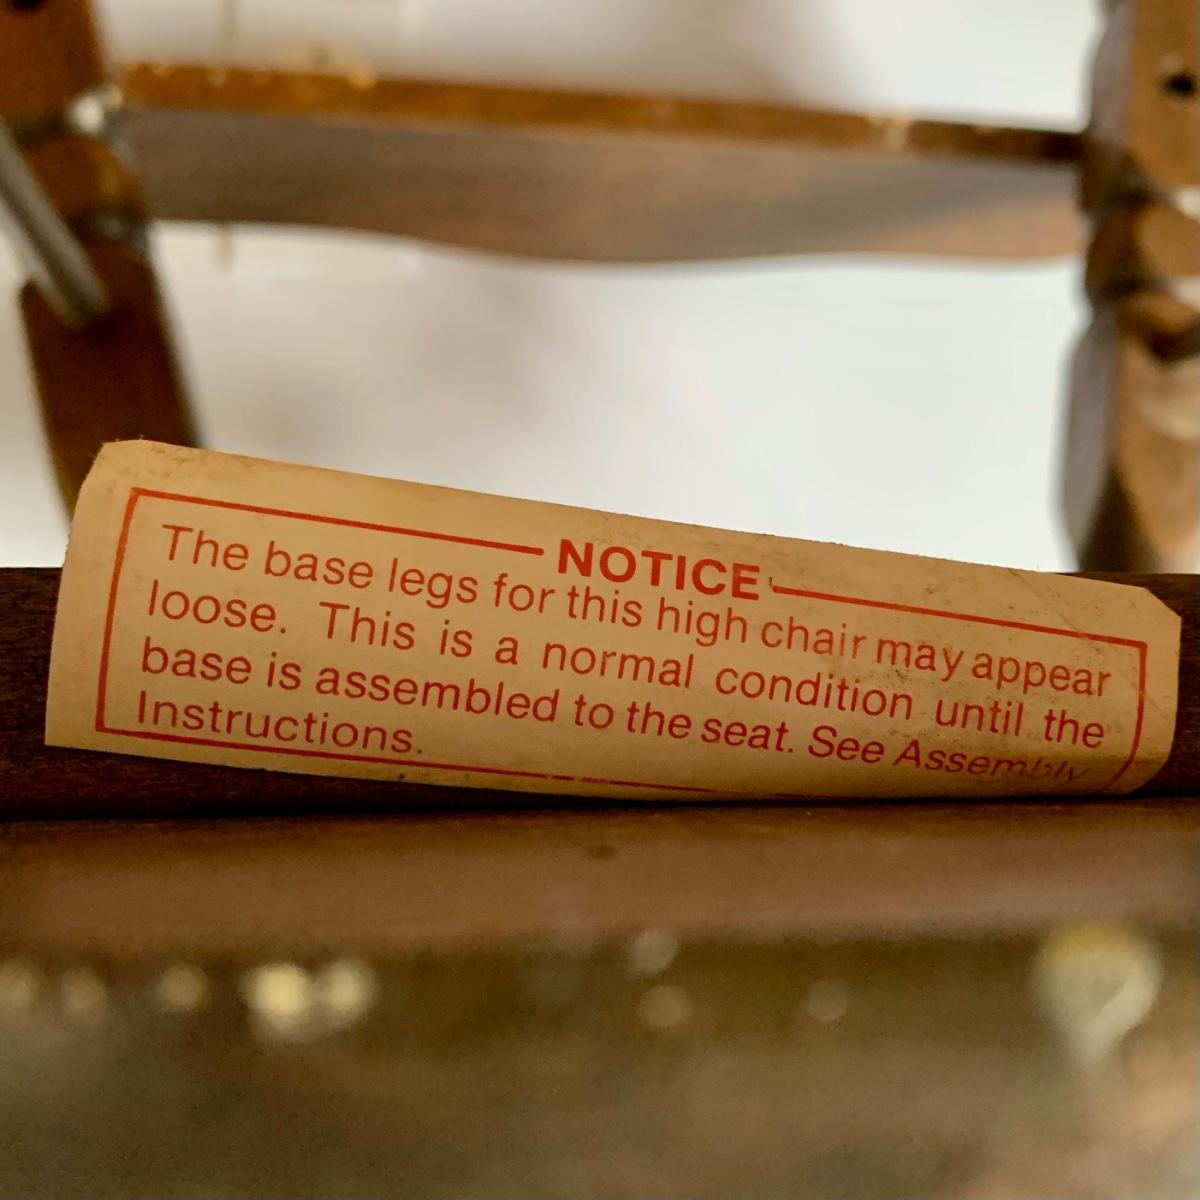 NOTICE
The base legs for this high chair may appear
loose. This is a normal condition until the
base is assembled to the seat. See Assembly
Instructions.